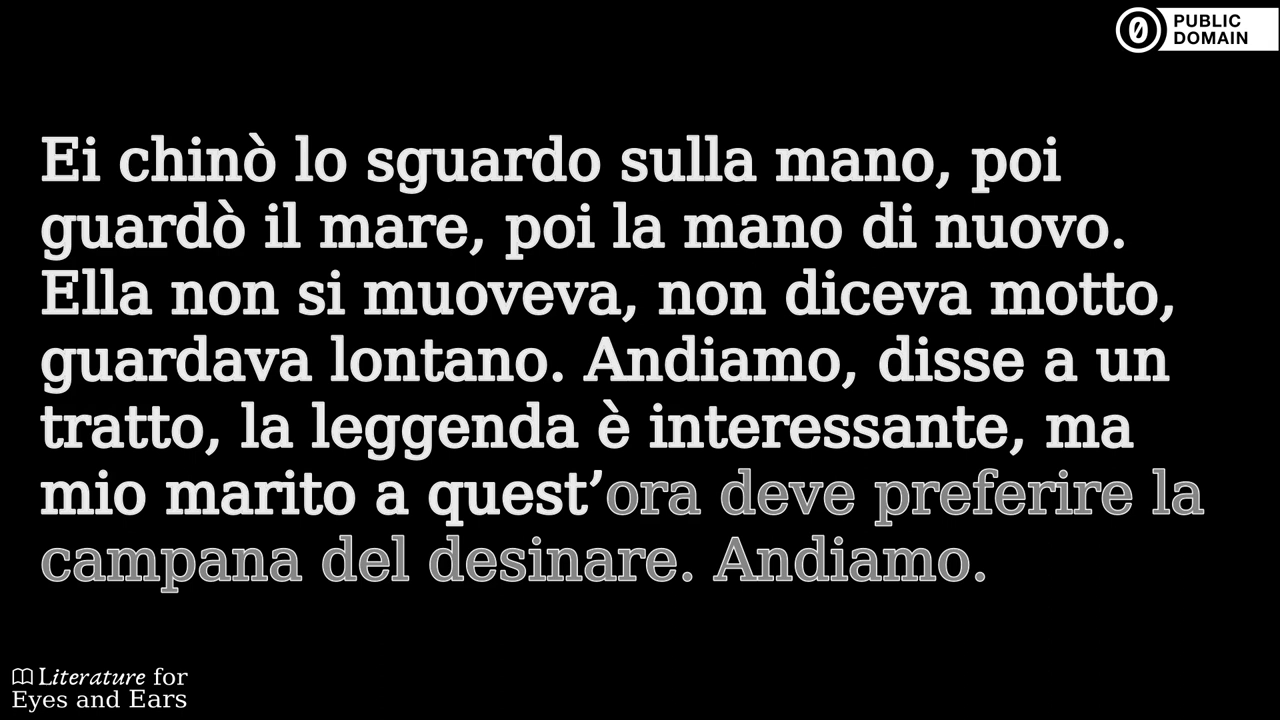 PUBLIC
DOMAIN
Ei chinò lo sguardo sulla mano, poi
guardò il mare, poi la mano di nuovo.
Ella non si muoveva, non diceva motto,
guardava lontano. Andiamo, disse a un
tratto, la leggenda è interessante, ma
mio marito a quest’ora deve preferire la
campana del desinare. Andiamo.
Literature for
Eyes and Ears